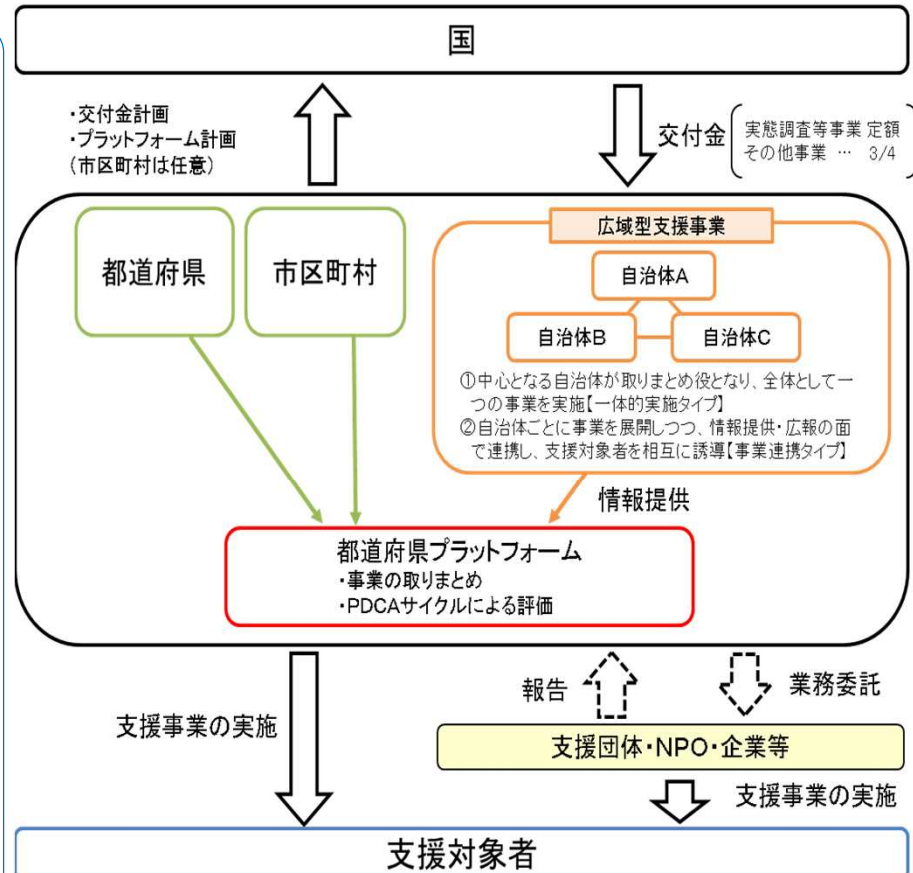 国
・交付金計画
・プラットフォーム計画
(市区町村は任意)
交付金
実態調査等事業 定額
その他事業 … 3/4
都道府県
市区町村
広域型支援事業
自治体A
自治体B
自治体C
①中心となる自治体が取りまとめ役となり、全体として一
つの事業を実施【一体的実施タイプ】
②自治体ごとに事業を展開しつつ、情報提供・広報の面
で連携し、支援対象者を相互に誘導【事業連携タイプ】
情報提供
都道府県プラットフォーム
・事業の取りまとめ
・PDCAサイクルによる評価
支援事業の実施
報告
業務委託
支援団体・NPO・企業等
支援事業の実施
支援対象者